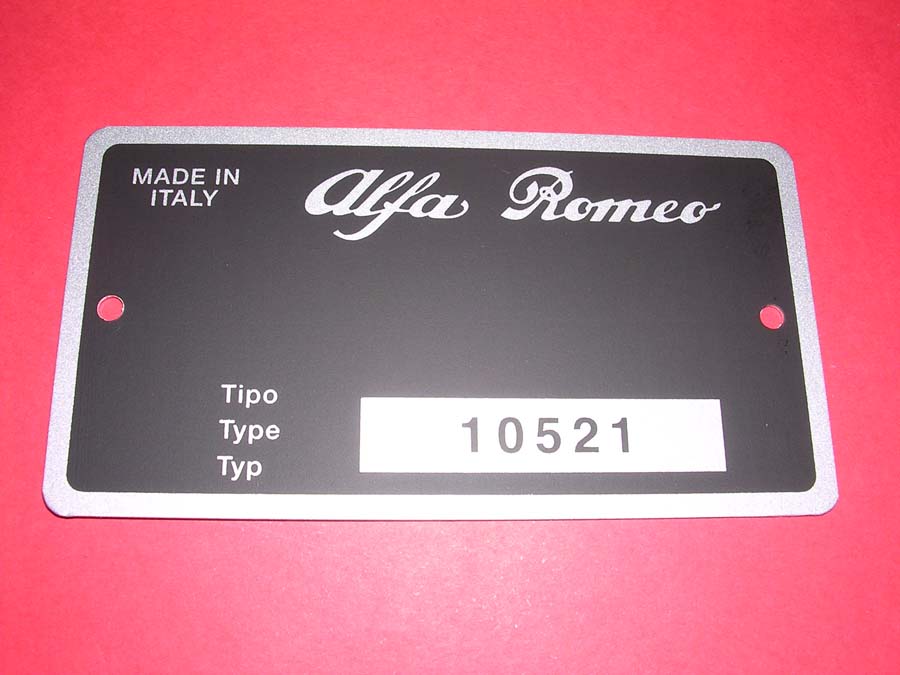 MADE IN
ITALY
Alfa Romeo
Tipo
Type
Typ
10521